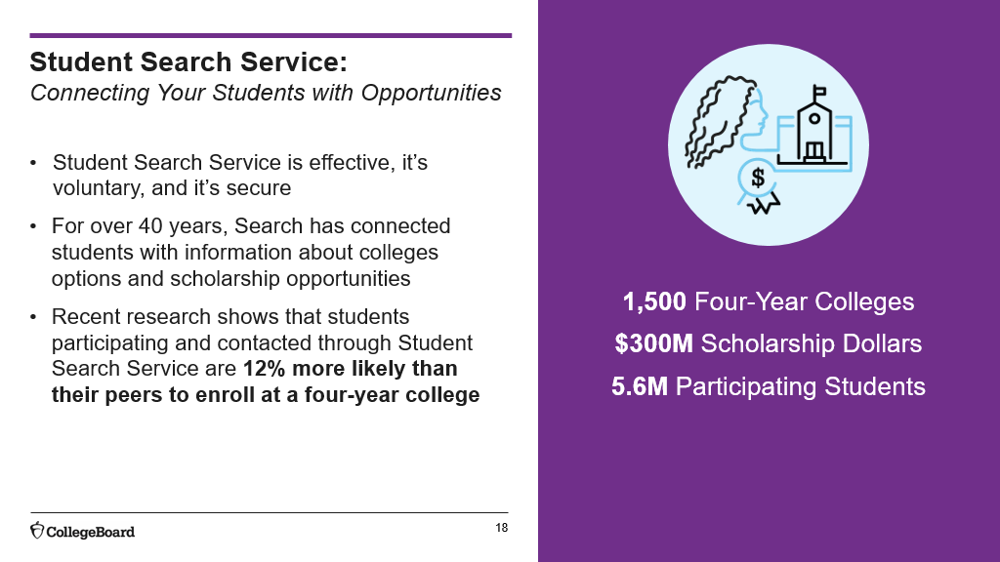 Student Search Service:
Connecting Your Students with Opportunities
• Student Search Service is effective, it’s
voluntary, and it’s secure
• For over 40 years, Search has connected
students with information about colleges
options and scholarship opportunities
• Recent research shows that students
participating and contacted through Student
Search Service are 12% more likely than
their peers to enroll at a four-year college
CollegeBoard
18
$
1,500 Four-Year Colleges
$300M Scholarship Dollars
5.6M Participating Students